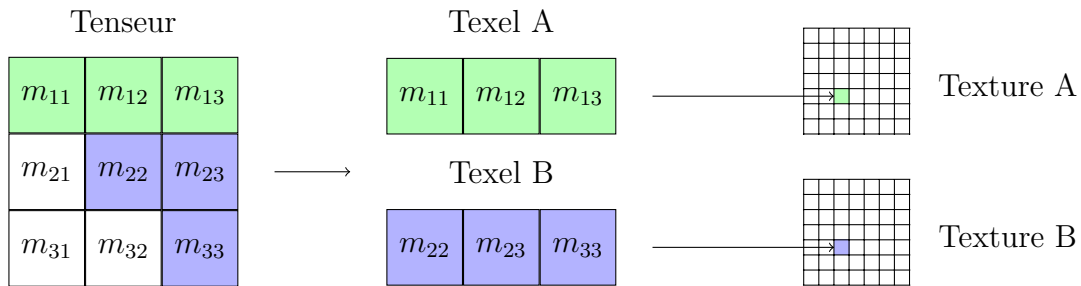 Tenseur
m11 m12 m13
m21 m22 m23
m31 m32 m33
Texel A
m11 m12 m13
Texel B
m22 m23 m33
Texture A
Texture B